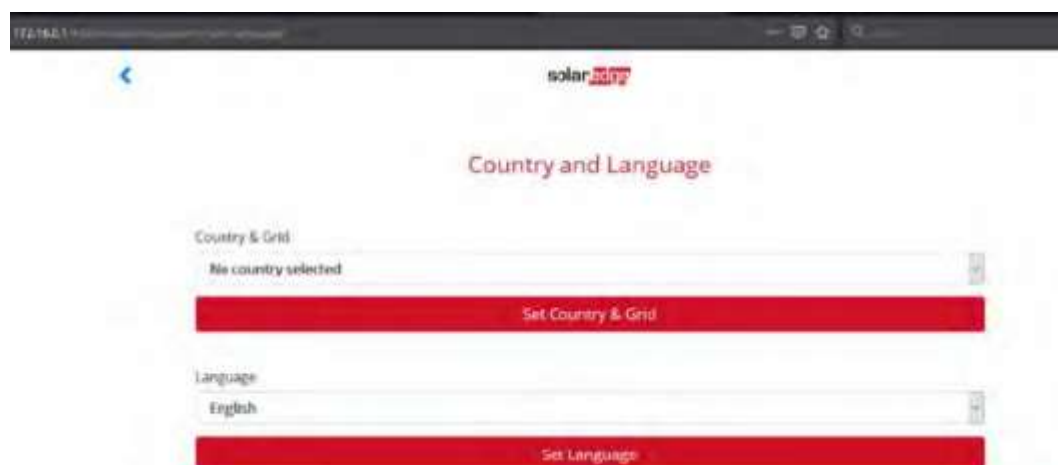 solaredge
Country and Language
Country & Grid
No country selected
Set Country & Grid
Language
English
Set Language